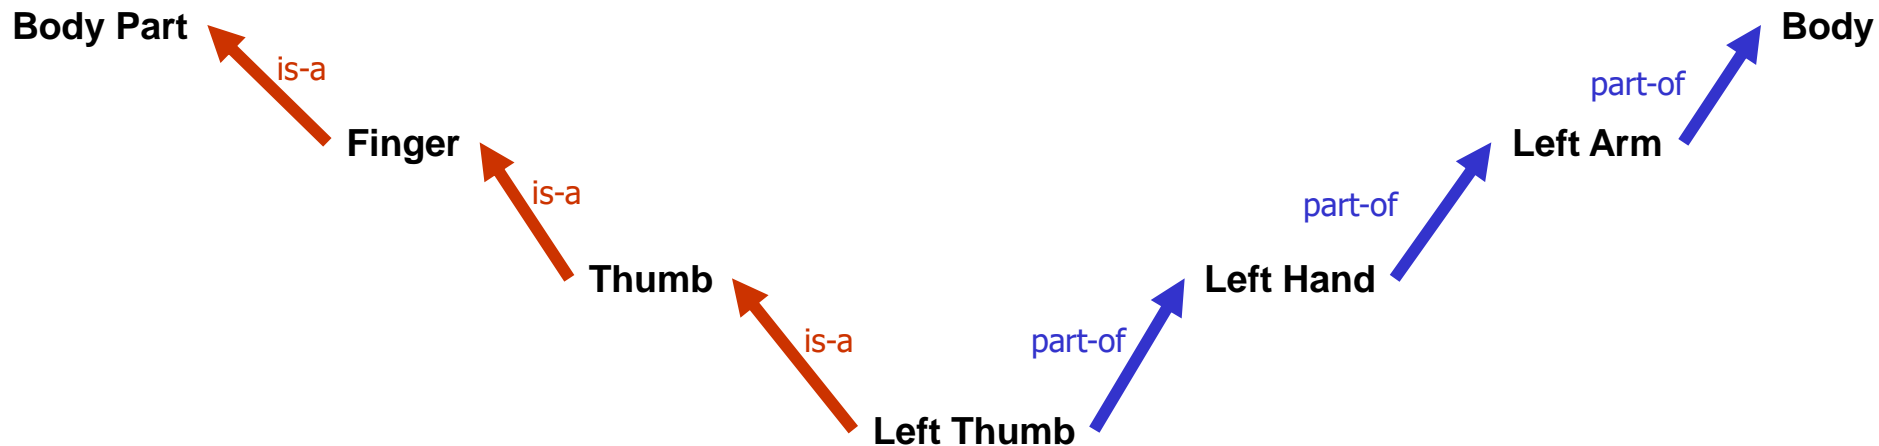 Body Part
Body
is-a
part-of
Finger
Left Arm
is-a
part-of
Thumb
Left Hand
is-a
part-of
Left Thumb